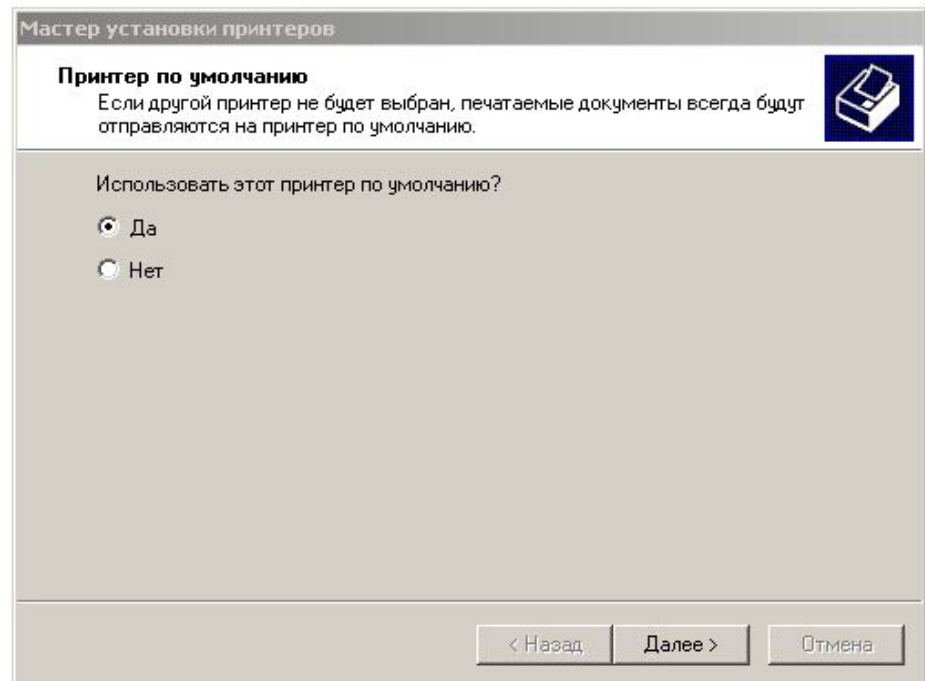 Мастер установки принтеров
Принтер по умолчанию
Если другой принтер не будет выбран, печатаемые документы всегда будут
отправляются на принтер по умолчанию.
Использовать этот принтер по умолчанию?
Да
Нет
< Назад
Далее >
Отмена